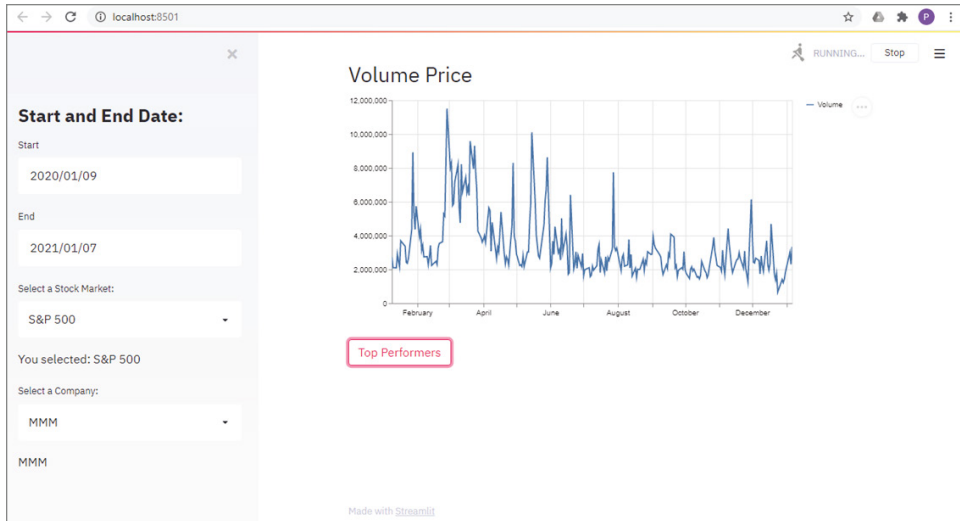 localhost:8501
P
RUNNING...
Stop
Start and End Date:
Start
2020/01/09
End
2021/01/07
Select a Stock Market:
S&P 500
You selected: S&P 500
Select a Company:
MMM
MMM
Volume Price
12,000,000
10,000,000
8,000,000
6,000,000
4,000,000
2,000,000
0
February April June August October December
Volume
Top Performers
Made with Streamlit